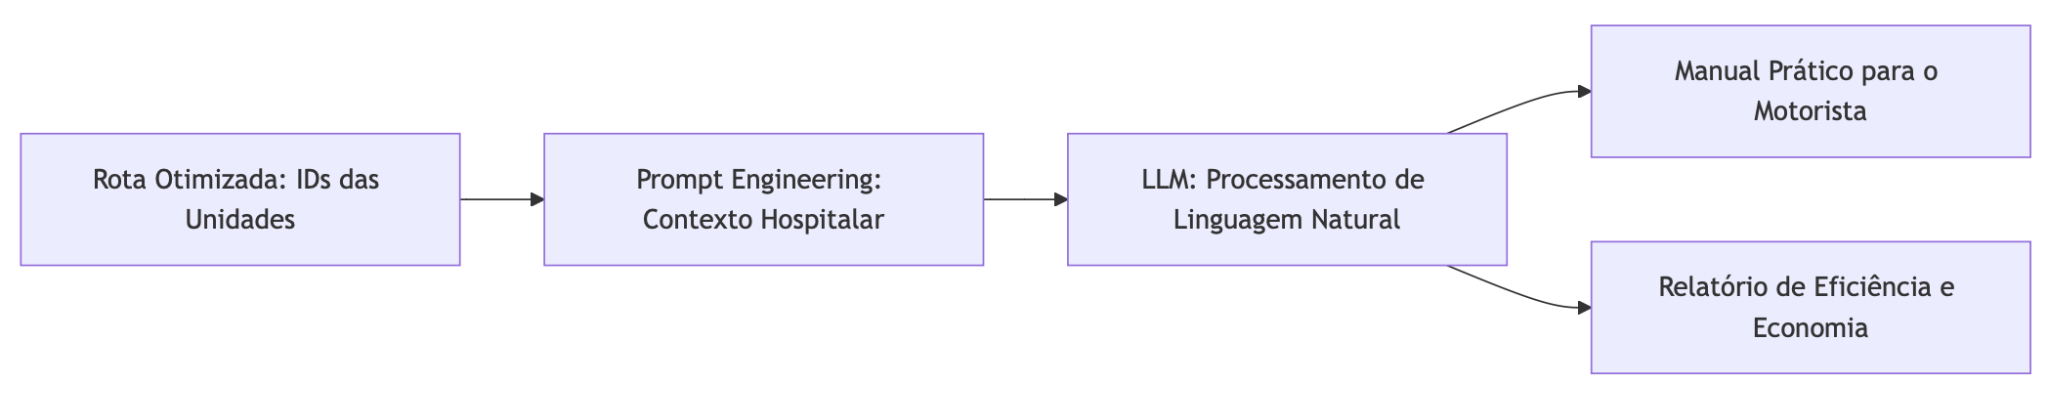 Rota Otimizada: IDs das
Unidades
Prompt Engineering:
Contexto Hospitalar
LLM: Processamento de
Linguagem Natural
Manual Prático para o
Motorista
Relatório de Eficiência e
Economia